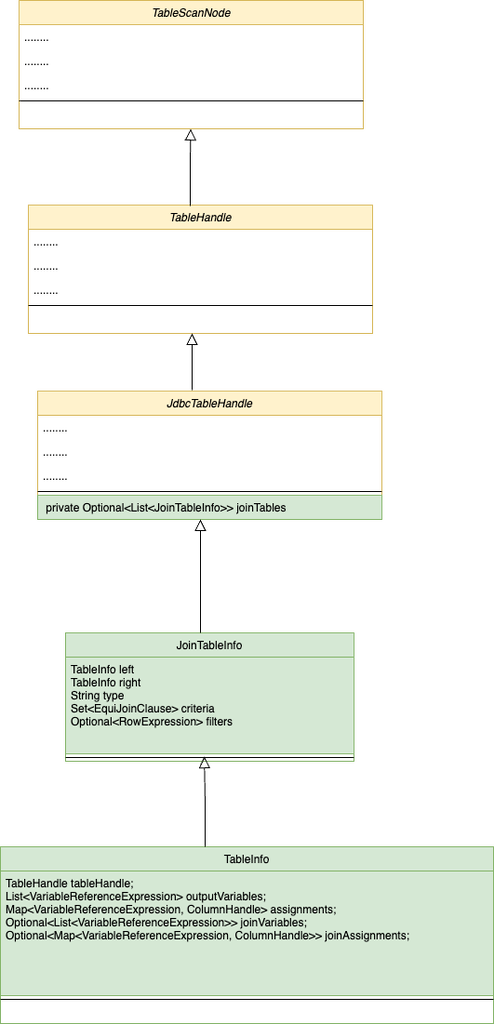 TableScanNode
........
........
........
TableHandle
........
........
........
JdbcTableHandle
........
........
........
private Optional<List<JoinTableInfo>> joinTables
JoinTableInfo
TableInfo left
TableInfo right
String type
Set<EquiJoinClause> criteria
Optional<RowExpression> filters
TableInfo
TableHandle tableHandle;
List<VariableReferenceExpression> outputVariables;
Map<VariableReferenceExpression, ColumnHandle> assignments;
Optional<List<VariableReferenceExpression>> joinVariables;
Optional<Map<VariableReferenceExpression, ColumnHandle>> joinAssignments;